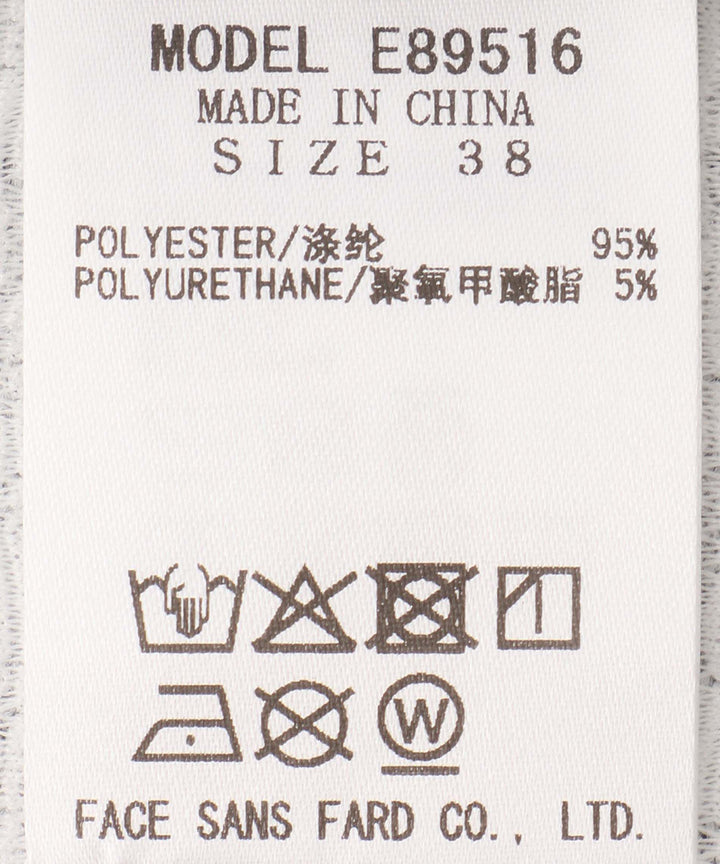 MODEL E89516
MADE IN CHINA
SIZE 38
POLYESTER/涤纶 95%
POLYURETHANE/聚氨甲酸脂 5%
W
FACE SANS FARD CO., LTD.